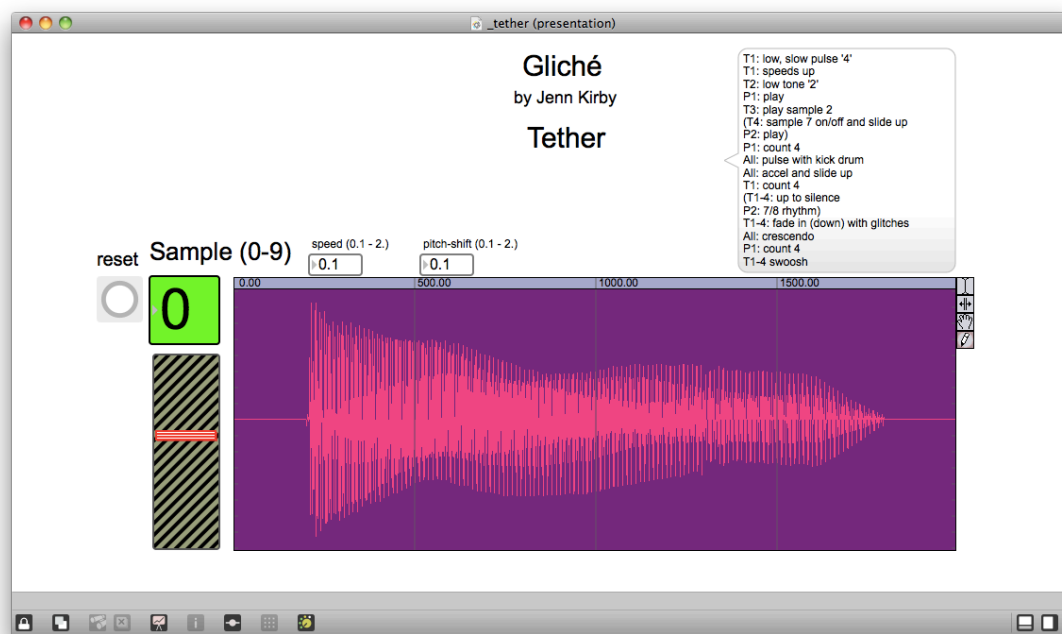 _tether (presentation)
Gliché
by Jenn Kirby
Tether
T1: low, slow pulse '4'
T1: speeds up
T2: low tone '2'
P1: play
T3: play sample 2
(T4: sample 7 on/off and slide up
P2: play)
P1: count 4
All: pulse with kick drum
All: accel and slide up
T1: count 4
(T1-4: up to silence
P2: 7/8 rhythm)
T1-4: fade in (down) with glitches
All: crescendo
P1: count 4
T1-4 swoosh
reset
Sample (0-9)
speed (0.1 - 2.)
pitch-shift (0.1 - 2.)
0.1
0.1
0
0.00
500.00
1000.00
1500.00